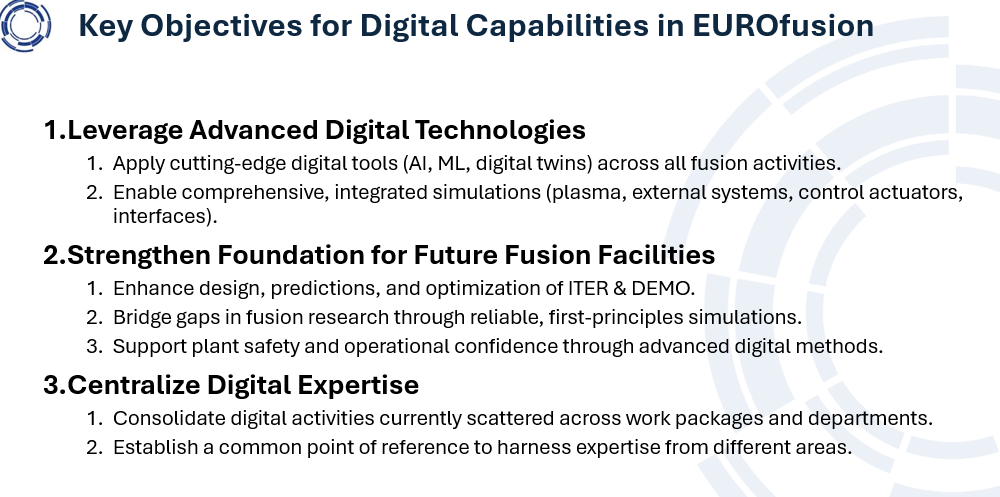 Key Objectives for Digital Capabilities in EUROfusion
1.Leverage Advanced Digital Technologies
1. Apply cutting-edge digital tools (AI, ML, digital twins) across all fusion activities.
2. Enable comprehensive, integrated simulations (plasma, external systems, control actuators,
interfaces).
2.Strengthen Foundation for Future Fusion Facilities
1. Enhance design, predictions, and optimization of ITER & DEMO.
2. Bridge gaps in fusion research through reliable, first-principles simulations.
3. Support plant safety and operational confidence through advanced digital methods.
3.Centralize Digital Expertise
1. Consolidate digital activities currently scattered across work packages and departments.
2. Establish a common point of reference to harness expertise from different areas.